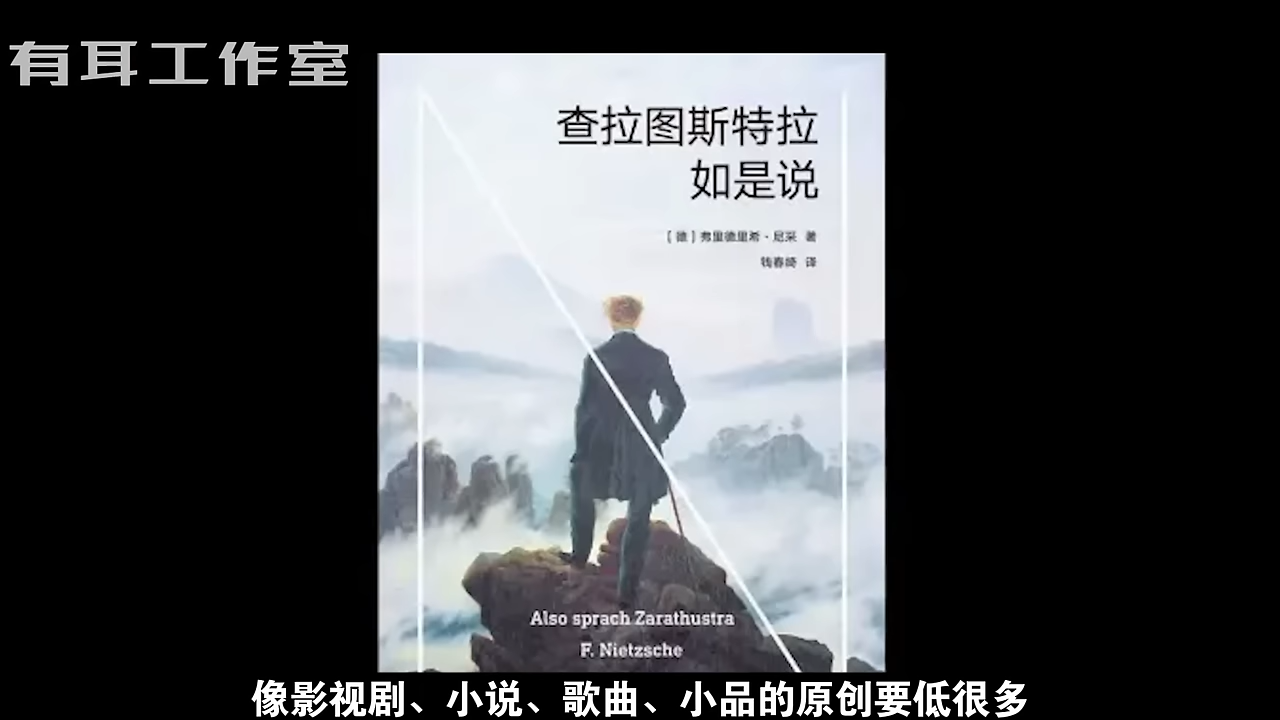 有耳工作室
查拉图斯特拉
如是说
[德]弗里德里希·尼采 著
钱春绮 译
Also sprach Zarathustra
F. Nietzsche
像影视剧、小说、歌曲、小品的原创要低很多